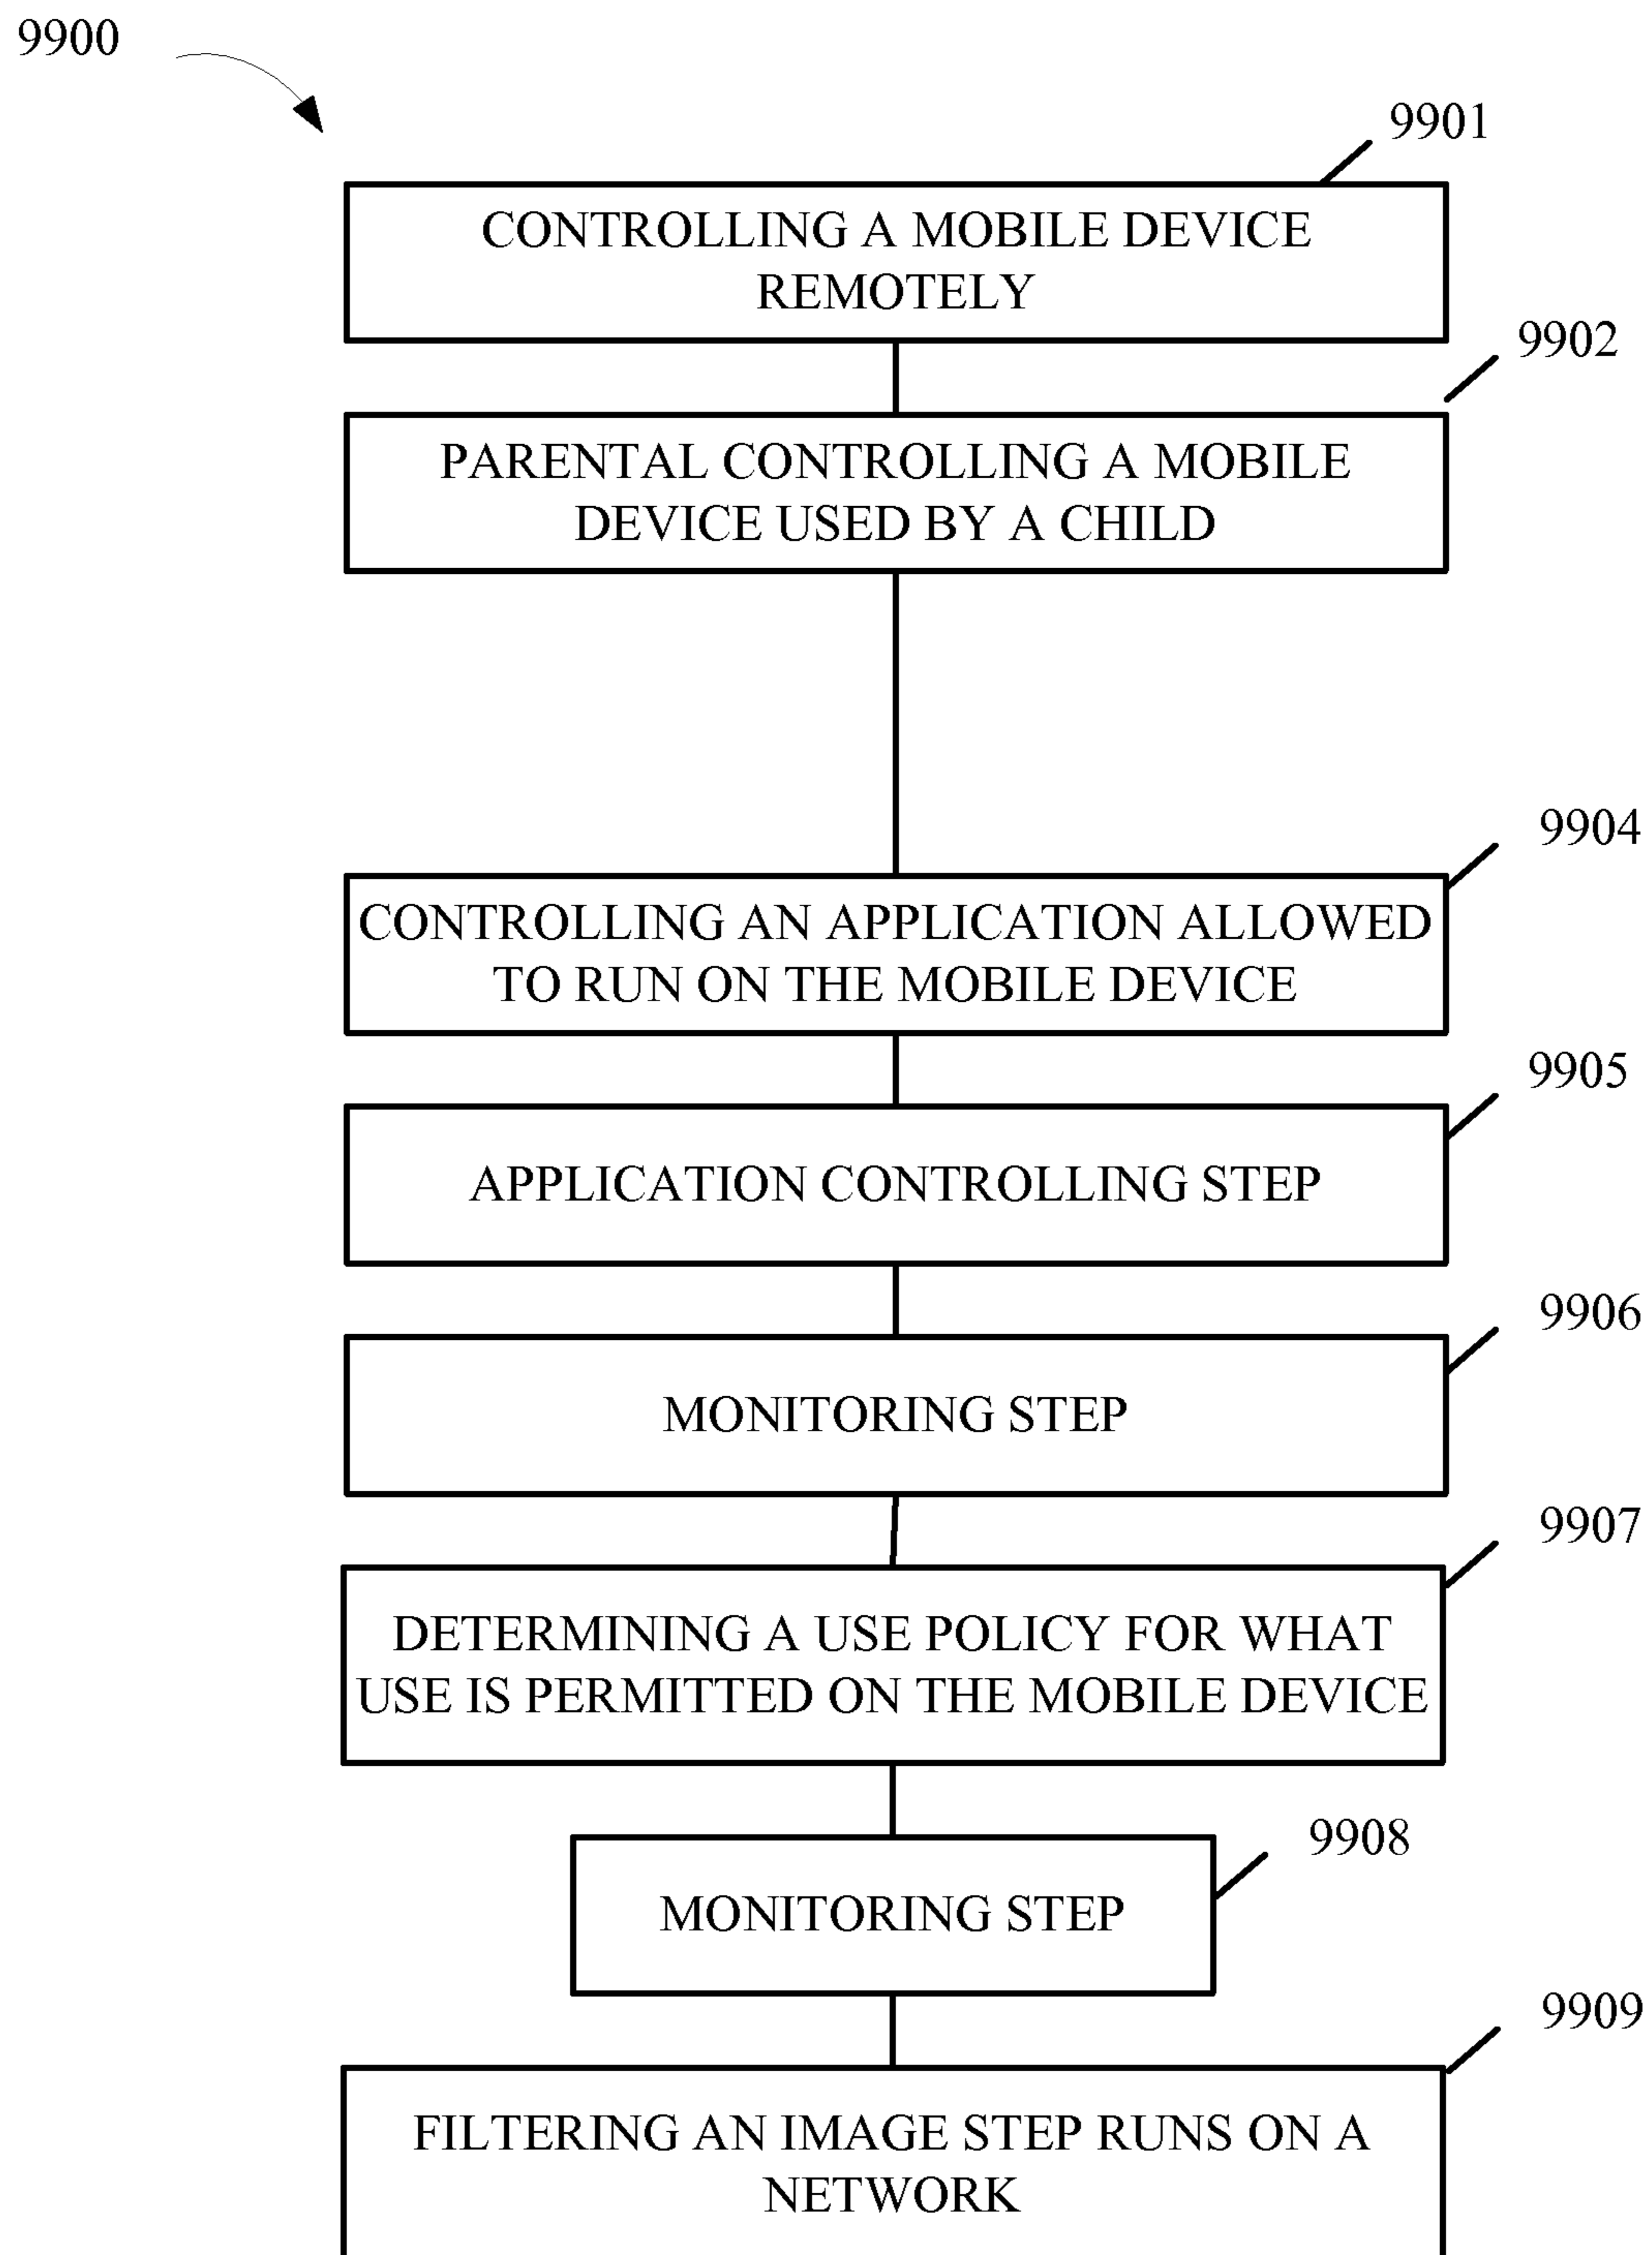 9900
9901
CONTROLLING A MOBILE DEVICE
REMOTELY
9902
PARENTAL CONTROLLING A MOBILE
DEVICE USED BY A CHILD
9904
CONTROLLING AN APPLICATION ALLOWED
TO RUN ON THE MOBILE DEVICE
9905
APPLICATION CONTROLLING STEP
9906
MONITORING STEP
9907
DETERMINING A USE POLICY FOR WHAT
USE IS PERMITTED ON THE MOBILE DEVICE
9908
MONITORING STEP
9909
FILTERING AN IMAGE STEP RUNS ON A
NETWORK